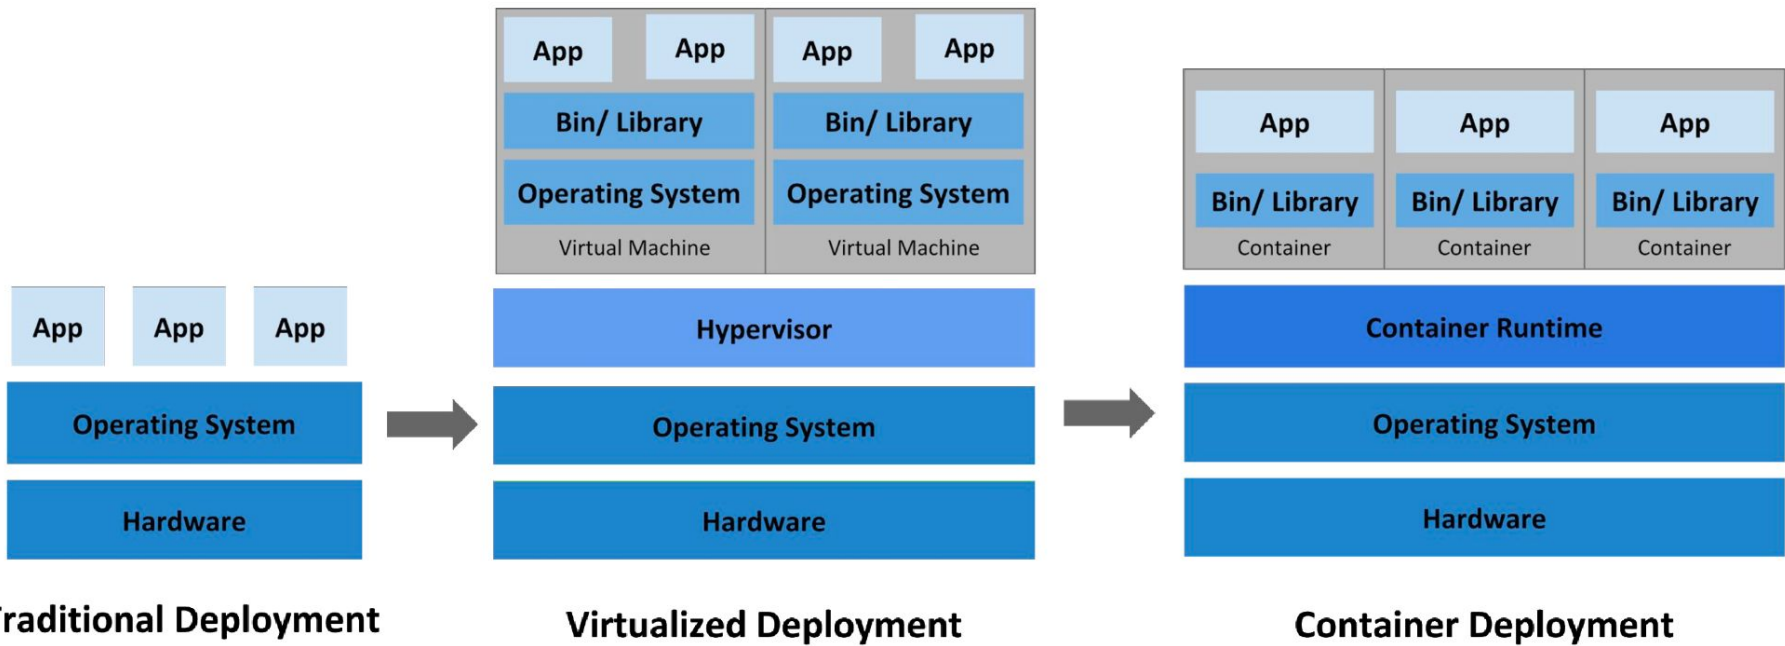 App App App
Operating System
Hardware
raditional Deployment
App App App App
Bin/ Library Bin/ Library
Operating System Operating System
Virtual Machine Virtual Machine
Hypervisor
Operating System
Hardware
Virtualized Deployment
App App App
Bin/ Library Bin/ Library Bin/ Library
Container Container Container
Container Runtime
Operating System
Hardware
Container Deployment